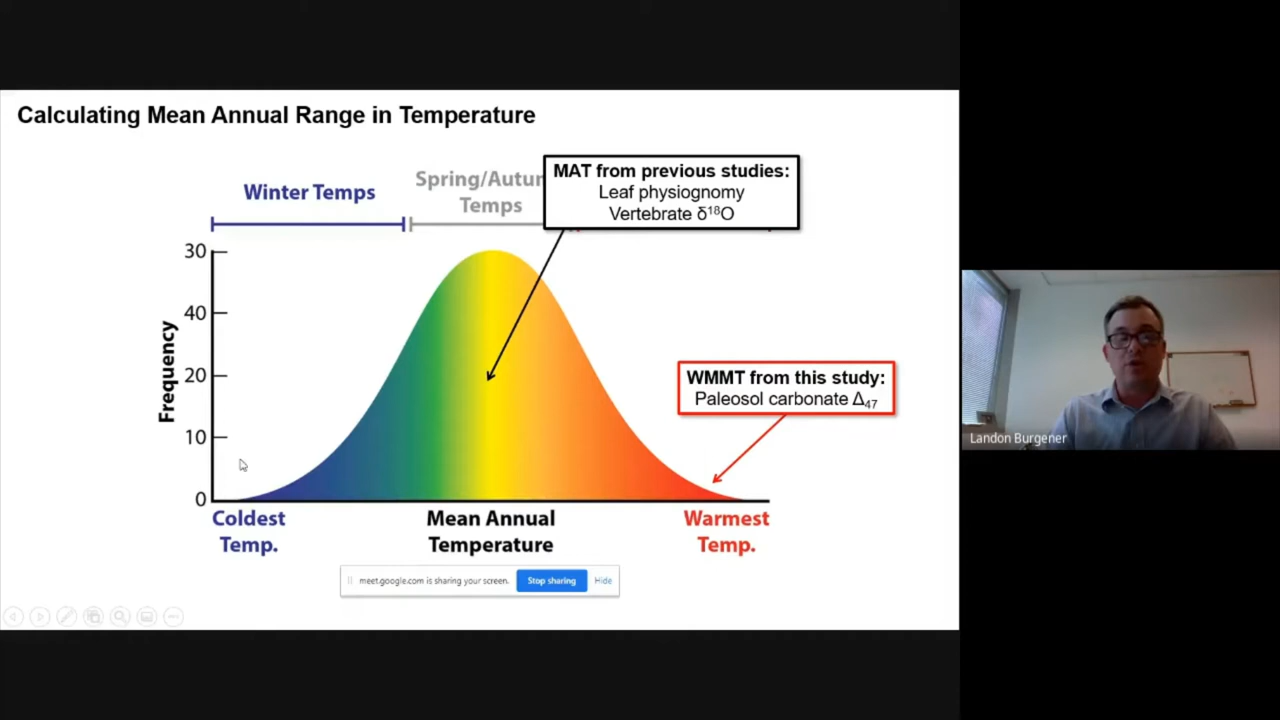 Calculating Mean Annual Range in Temperature
Winter Temps
Spring/Autu
Temps
MAT from previous studies:
Leaf physiognomy
Vertebrate δ¹⁸O
30
40
20
10
0
Frequency
WMMT from this study:
Paleosol carbonate Δ₄₇
Coldest
Temp.
Mean Annual
Temperature
Warmest
Temp.
meet.google.com is sharing your screen.
Stop sharing
Hide
Landon Burgener